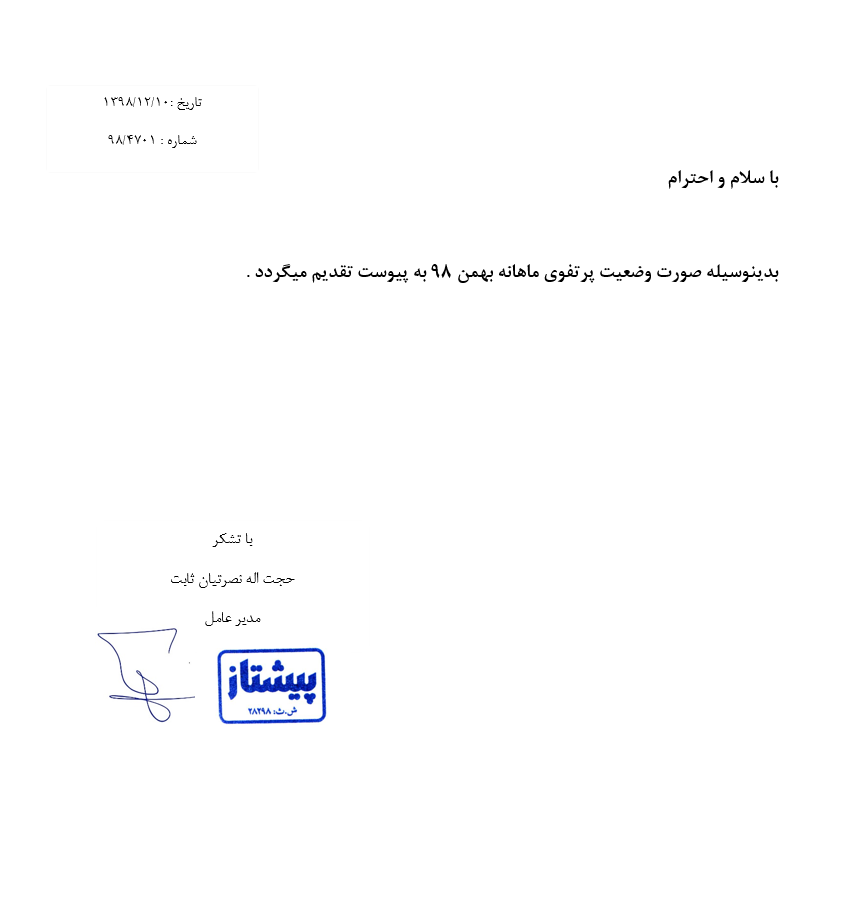 تاریخ :۱۳۹۸/۱۲/۱۰
شماره : ۹۸/۴۷۰۱
با سلام و احترام
بدینوسیله صورت وضعیت پرتفوی ماهانه بهمن ۹۸ به پیوست تقدیم میگردد .
با تشکر
حجت اله نصرتیان ثابت
مدیر عامل
پیشتاز
ش.ث: ۲۸۲۹۸